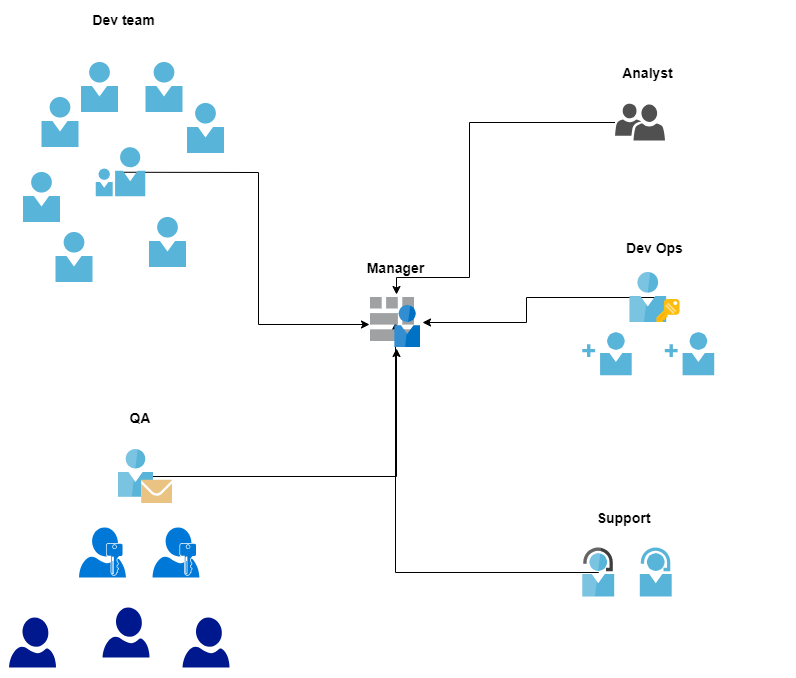 Dev team
Analyst
Dev Ops
Manager
QA
Support